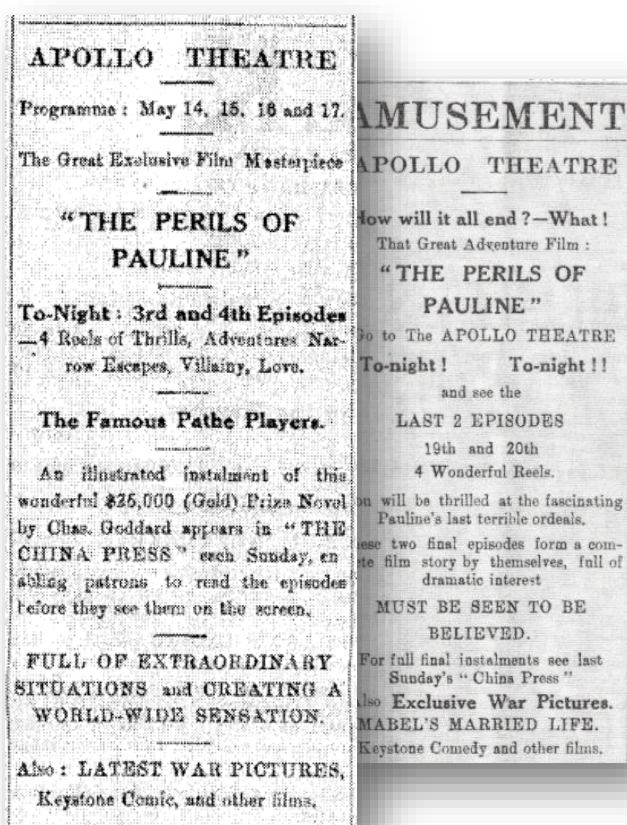 APOLLO THEATRE
Programme: May 14, 15, 16 and 17.
The Great Exclusive Film Masterpiece
"THE PERILS OF
PAULINE"
To-Night: 3rd and 4th Episodes
—4 Reels of Thrills, Adventures Nar-
row Escapes, Villainy, Love.
The Famous Pathe Players.
An illustrated instalment of this
wonderful $25,000 (Gold) Prize Novel
by Chas. Goddard appears in "THE
CHINA PRESS" each Sunday, en
abling patrons to read the episodes
before they see them on the screen.
FULL OF EXTRAORDINARY
SITUATIONS and CREATING A
WORLD-WIDE SENSATION.
Also: LATEST WAR PICTURES,
Keystone Comic, and other films.
AMUSEMENT
APOLLO THEATRE
How will it all end?—What!
That Great Adventure Film:
"THE PERILS OF
PAULINE"
Go to The APOLLO THEATRE
To-night! To-night!!
and see the
LAST 2 EPISODES
19th and 20th
4 Wonderful Reels.
ou will be thrilled at the fascinating
Pauline's last terrible ordeals.
ese two final episodes form a com-
ete film story by themselves, full of
dramatic interest
MUST BE SEEN TO BE
BELIEVED.
For full final instalments see last
Sunday's "China Press"
lso Exclusive War Pictures.
MABEL'S MARRIED LIFE.
Keystone Comedy and other films.